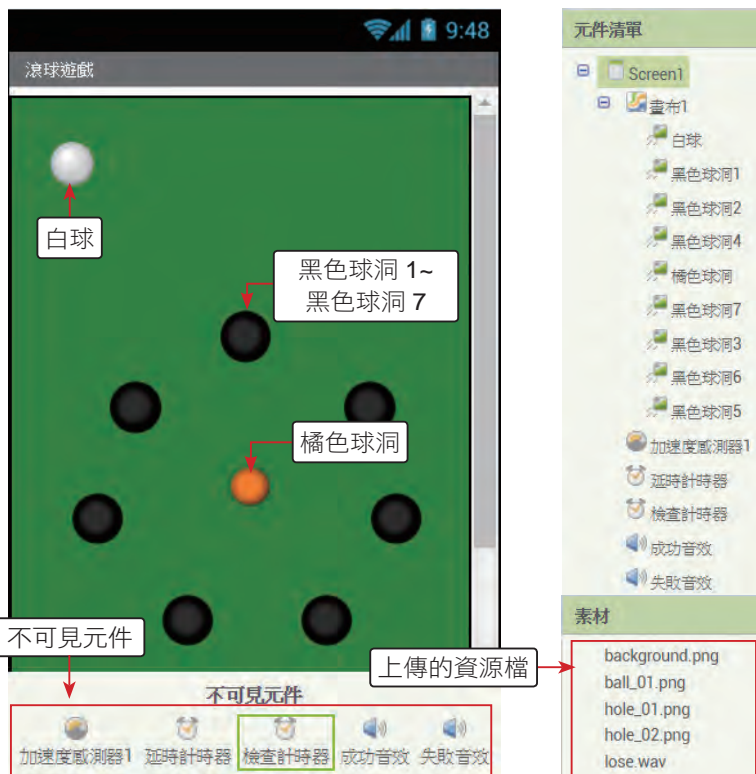 9:48
滾球遊戲
白球
黑色球洞 1~
黑色球洞 7
橘色球洞
不可見元件
上傳的資源檔
不可見元件
加速度感測器1
延時計時器
檢查計時器
成功音效
失敗音效
元件清單
Screen1
畫布1
白球
黑色球洞1
黑色球洞2
黑色球洞4
橘色球洞
黑色球洞7
黑色球洞3
黑色球洞6
黑色球洞5
加速度感測器1
延時計時器
檢查計時器
成功音效
失敗音效
素材
background.png
ball_01.png
hole_01.png
hole_02.png
lose.wav